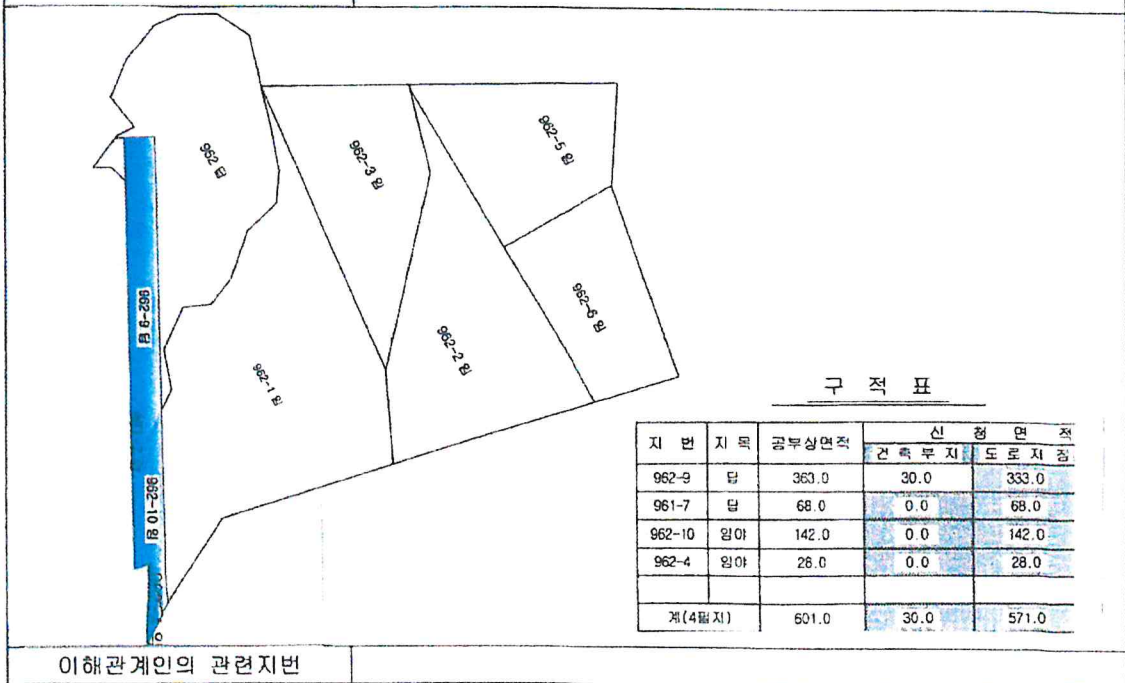 962 답
962-3 임
962-5 임
962-9 답
962-6 임
962-2 임
962-1 임
962-10 임
구 적 표
지 번 지 목 공부상면적 신 청 면 적
건 축 부 지 도 로 지 정
962-9 답 363.0 30.0 333.0
961-7 답 68.0 0.0 68.0
962-10 임야 142.0 0.0 142.0
962-4 임야 28.0 0.0 28.0
계(4필지) 601.0 30.0 571.0
이해관계인의 관련지번